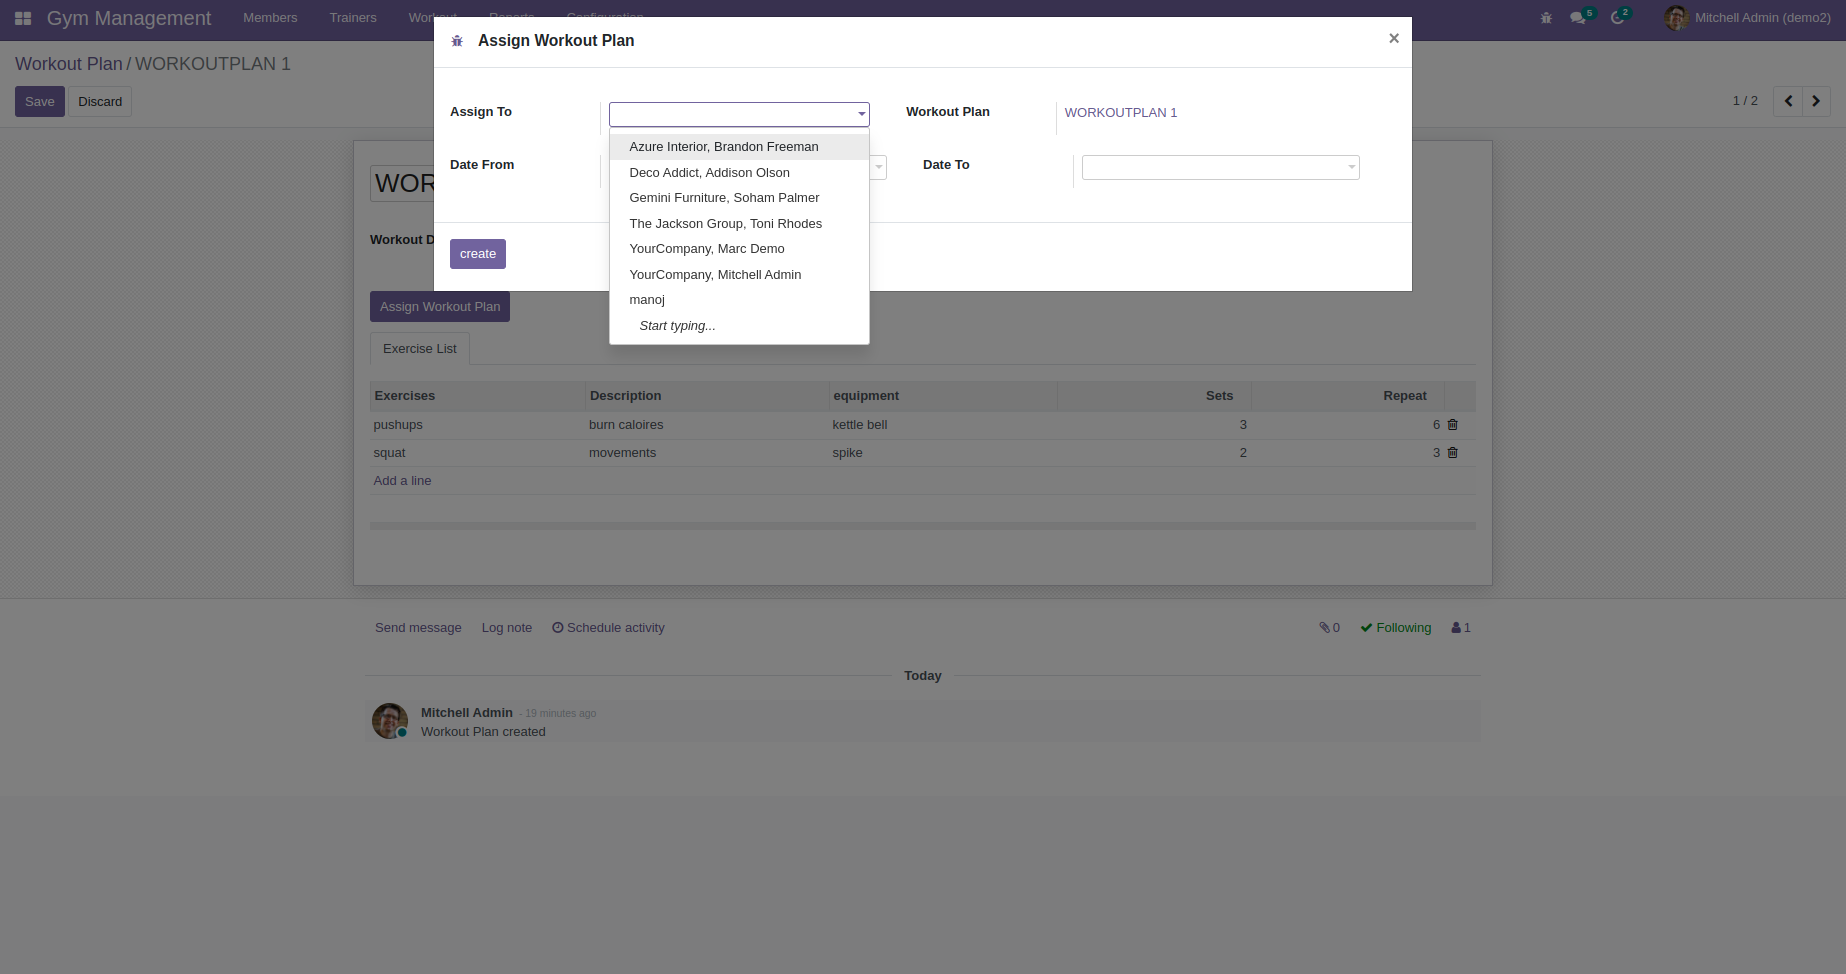 Gym Management Members Trainers Workout Reports Configuration 5 2 Mitchell Admin (demo2)
Assign Workout Plan ×
Workout Plan / WORKOUTPLAN 1
Save Discard 1 / 2
Assign To Workout Plan WORKOUTPLAN 1
Azure Interior, Brandon Freeman
Date From Date To
Deco Addict, Addison Olson
WOR
Gemini Furniture, Soham Palmer
The Jackson Group, Toni Rhodes
Workout D
YourCompany, Marc Demo
create
YourCompany, Mitchell Admin
manoj
Assign Workout Plan
Start typing...
Exercise List
Exercises Description equipment Sets Repeat
pushups burn caloires kettle bell 3 6
squat movements spike 2 3
Add a line
Send message Log note Schedule activity 0 Following 1
Today
Mitchell Admin - 19 minutes ago
Workout Plan created